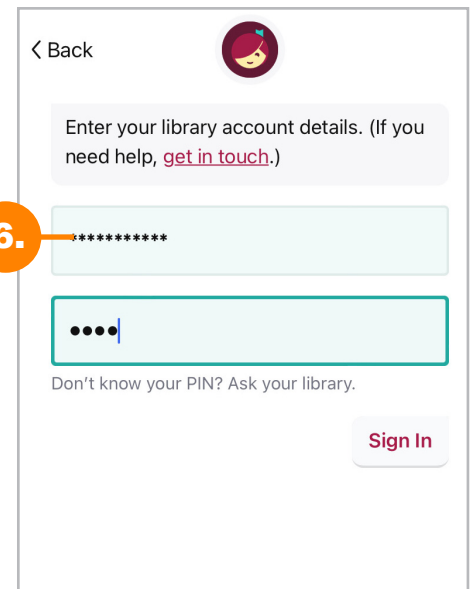 < Back
Enter your library account details. (If you
need help, get in touch.)
6.
**********
••••
Don't know your PIN? Ask your library.
Sign In